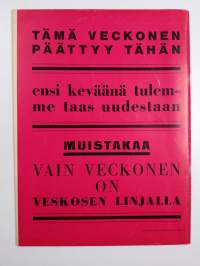 TÄMÄ VECKONEN
PÄÄTTYY TÄHÄN
ensi keväänä tulem-
me taas uudestaan
MUISTAKAA
VAIN VECKONEN
ON
VESKOSEN LINJALLA